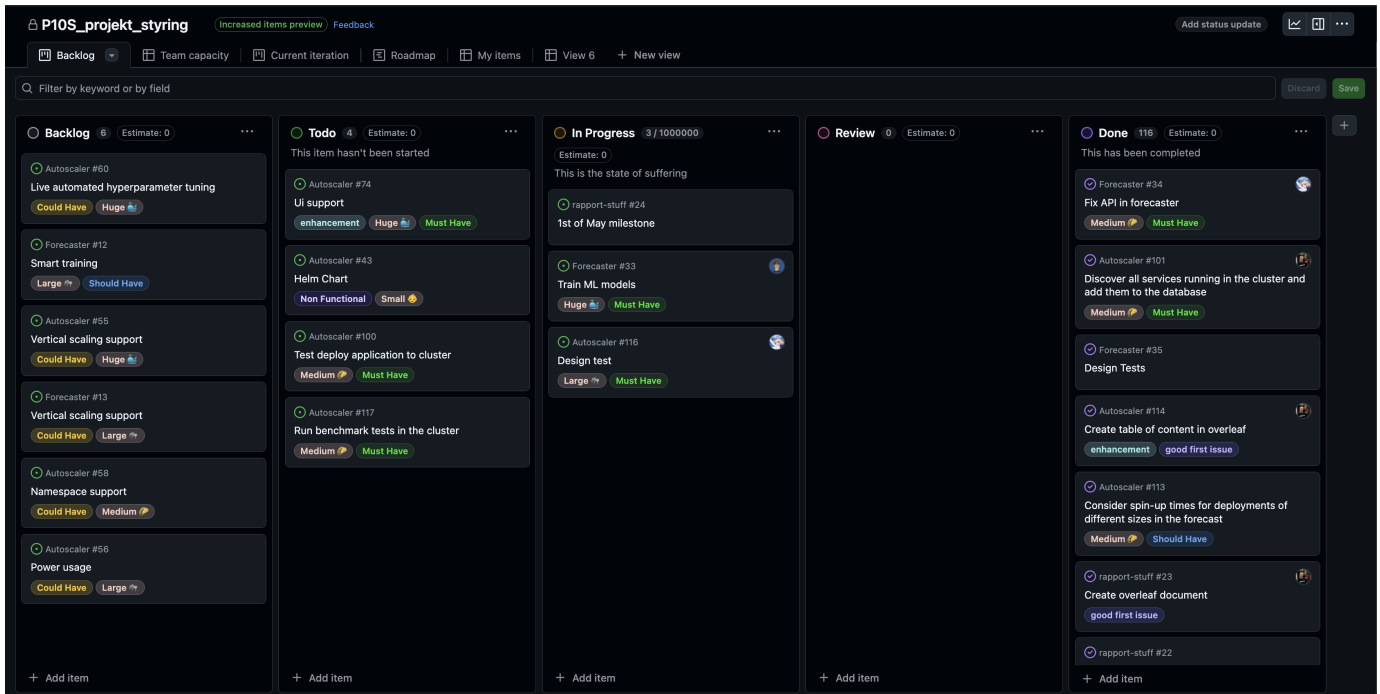 P10S_projekt_styring
Increased items preview
Feedback
Add status update
Backlog
Team capacity
Current iteration
Roadmap
My items
View 6
New view
Filter by keyword or by field
Discard
Save
Backlog 6 Estimate: 0
Autoscaler #60
Live automated hyperparameter tuning
Could Have Huge 🐳
Forecaster #12
Smart training
Large 🦈 Should Have
Autoscaler #55
Vertical scaling support
Could Have Huge 🐳
Forecaster #13
Vertical scaling support
Could Have Large 🦈
Autoscaler #58
Namespace support
Could Have Medium 🌮
Autoscaler #56
Power usage
Could Have Large 🦈
Add item
Todo 4 Estimate: 0
This item hasn't been started
Autoscaler #74
Ui support
enhancement Huge 🐳 Must Have
Autoscaler #43
Helm Chart
Non Functional Small 👶
Autoscaler #100
Test deploy application to cluster
Medium 🌮 Must Have
Autoscaler #117
Run benchmark tests in the cluster
Medium 🌮 Must Have
Add item
In Progress 3 / 1000000
Estimate: 0
This is the state of suffering
rapport-stuff #24
1st of May milestone
Forecaster #33
Train ML models
Huge 🐳 Must Have
Autoscaler #116
Design test
Large 🦈 Must Have
Add item
Review 0 Estimate: 0
Add item
Done 116 Estimate: 0
This has been completed
Forecaster #34
Fix API in forecaster
Medium 🌮 Must Have
Autoscaler #101
Discover all services running in the cluster and
add them to the database
Medium 🌮 Must Have
Forecaster #35
Design Tests
Autoscaler #114
Create table of content in overleaf
enhancement good first issue
Autoscaler #113
Consider spin-up times for deployments of
different sizes in the forecast
Medium 🌮 Should Have
rapport-stuff #23
Create overleaf document
good first issue
rapport-stuff #22
Add item